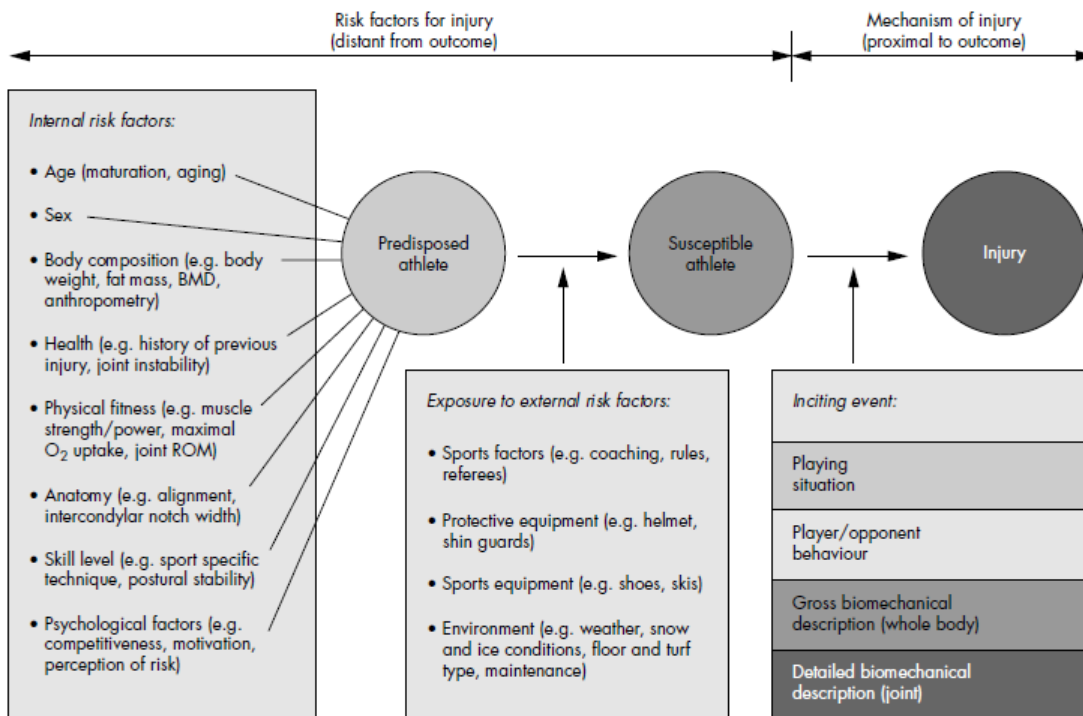 Risk factors for injury
(distant from outcome)
Mechanism of injury
(proximal to outcome)
Internal risk factors:
• Age (maturation, aging)
• Sex
• Body composition (e.g. body
weight, fat mass, BMD,
anthropometry)
• Health (e.g. history of previous
injury, joint instability)
• Physical fitness (e.g. muscle
strength/power, maximal
O2 uptake, joint ROM)
• Anatomy (e.g. alignment,
intercondylar notch width)
• Skill level (e.g. sport specific
technique, postural stability)
• Psychological factors (e.g.
competitiveness, motivation,
perception of risk)
Predisposed
athlete
Susceptible
athlete
Injury
Exposure to external risk factors:
• Sports factors (e.g. coaching, rules,
referees)
• Protective equipment (e.g. helmet,
shin guards)
• Sports equipment (e.g. shoes, skis)
• Environment (e.g. weather, snow
and ice conditions, floor and turf
type, maintenance)
Inciting event:
Playing
situation
Player/opponent
behaviour
Gross biomechanical
description (whole body)
Detailed biomechanical
description (joint)